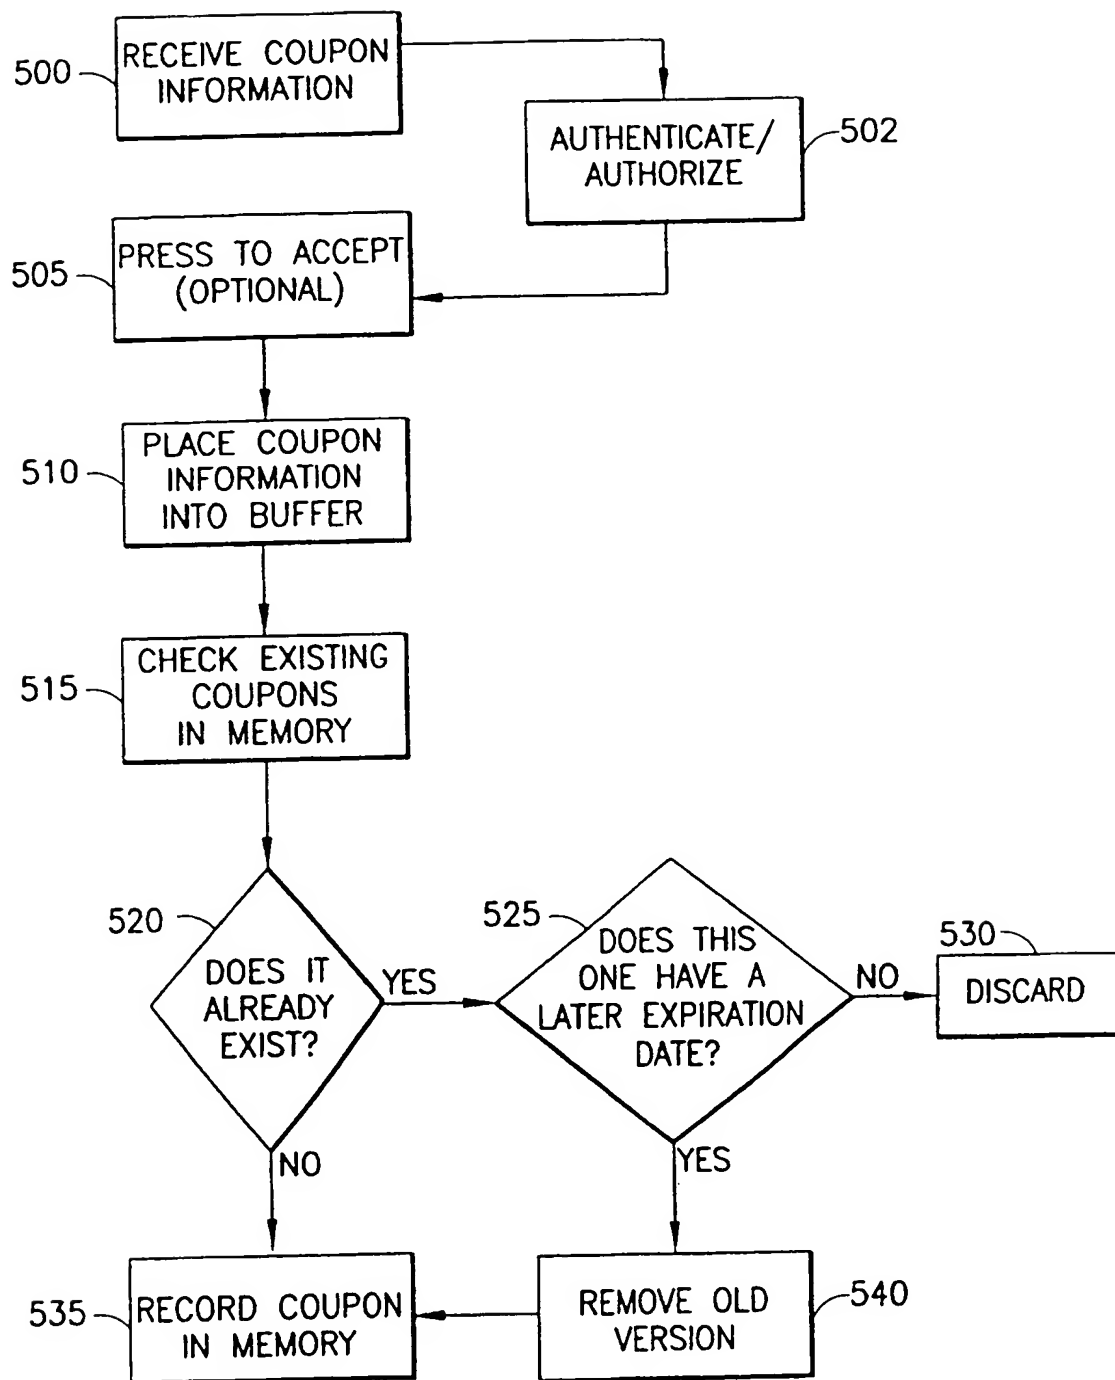 500
RECEIVE COUPON
INFORMATION
AUTHENTICATE/
AUTHORIZE
502
505
PRESS TO ACCEPT
(OPTIONAL)
510
PLACE COUPON
INFORMATION
INTO BUFFER
515
CHECK EXISTING
COUPONS
IN MEMORY
520
DOES IT
ALREADY
EXIST?
YES
NO
525
DOES THIS
ONE HAVE A
LATER EXPIRATION
DATE?
NO
YES
530
DISCARD
535
RECORD COUPON
IN MEMORY
REMOVE OLD
VERSION
540